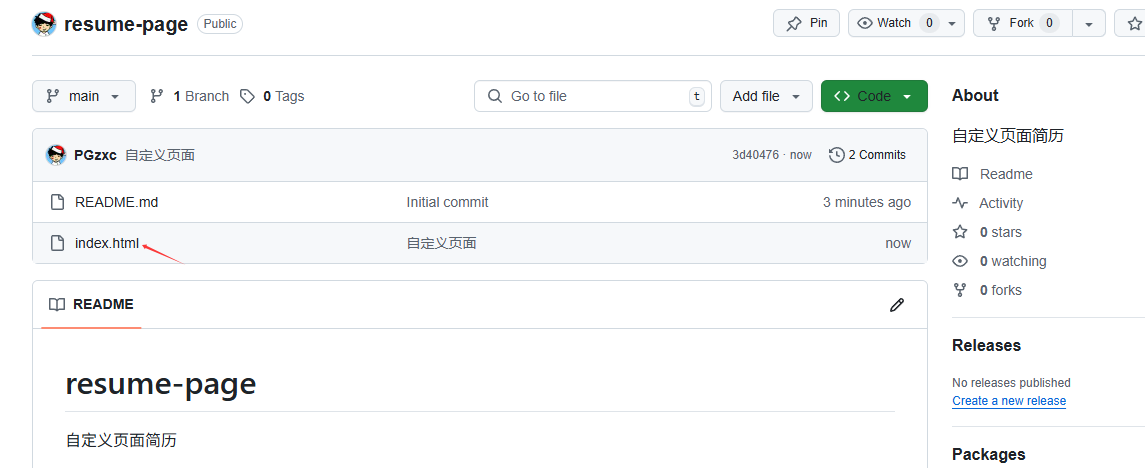 resume-page Public Pin Watch 0 Fork 0
main 1 Branch 0 Tags Go to file t Add file Code
PGzxc 自定义页面 3d40476 · now 2 Commits
README.md Initial commit 3 minutes ago
index.html 自定义页面 now
README
resume-page
自定义页面简历
About
自定义页面简历
Readme
Activity
0 stars
0 watching
0 forks
Releases
No releases published
Create a new release
Packages